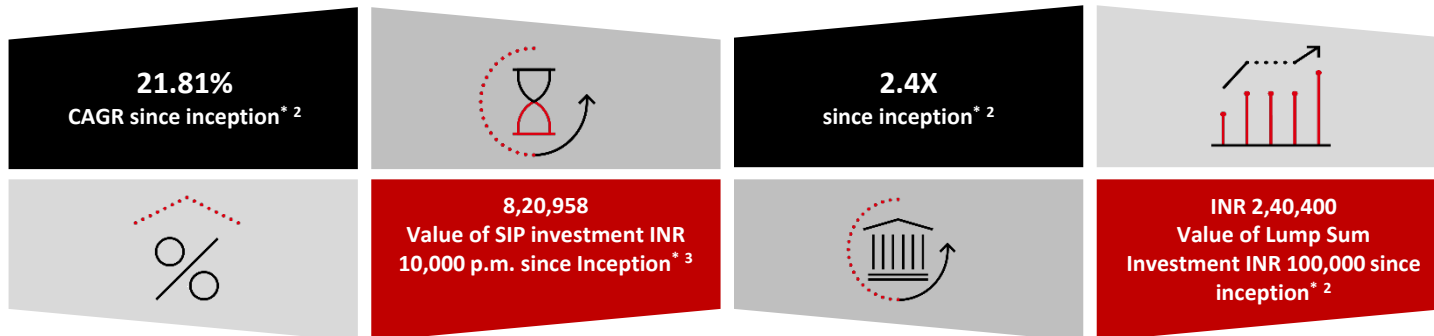 21.81%
CAGR since inception* 2
2.4X
since inception* 2
8,20,958
Value of SIP investment INR
10,000 p.m. since Inception* 3
INR 2,40,400
Value of Lump Sum
Investment INR 100,000 since
inception* 2